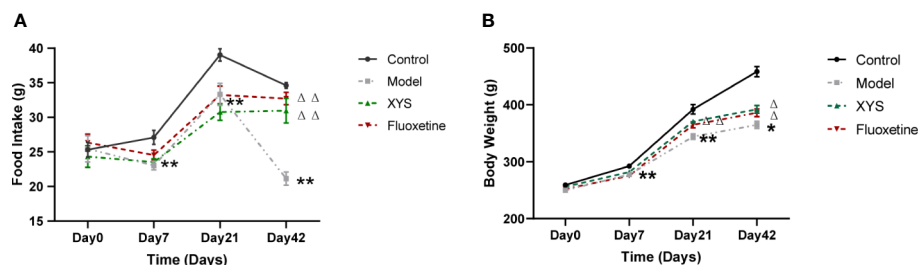 A
Food Intake (g)
40
35
30
25
20
15
Day0 Day7 Day21 Day42
Time (Days)
Control
Model
XYS
Fluoxetine
**
**
**
Δ Δ
Δ Δ
B
Body Weight (g)
500
400
300
200
Day0 Day7 Day21 Day42
Time (Days)
Control
Model
XYS
Fluoxetine
**
**
*
Δ
Δ
Δ